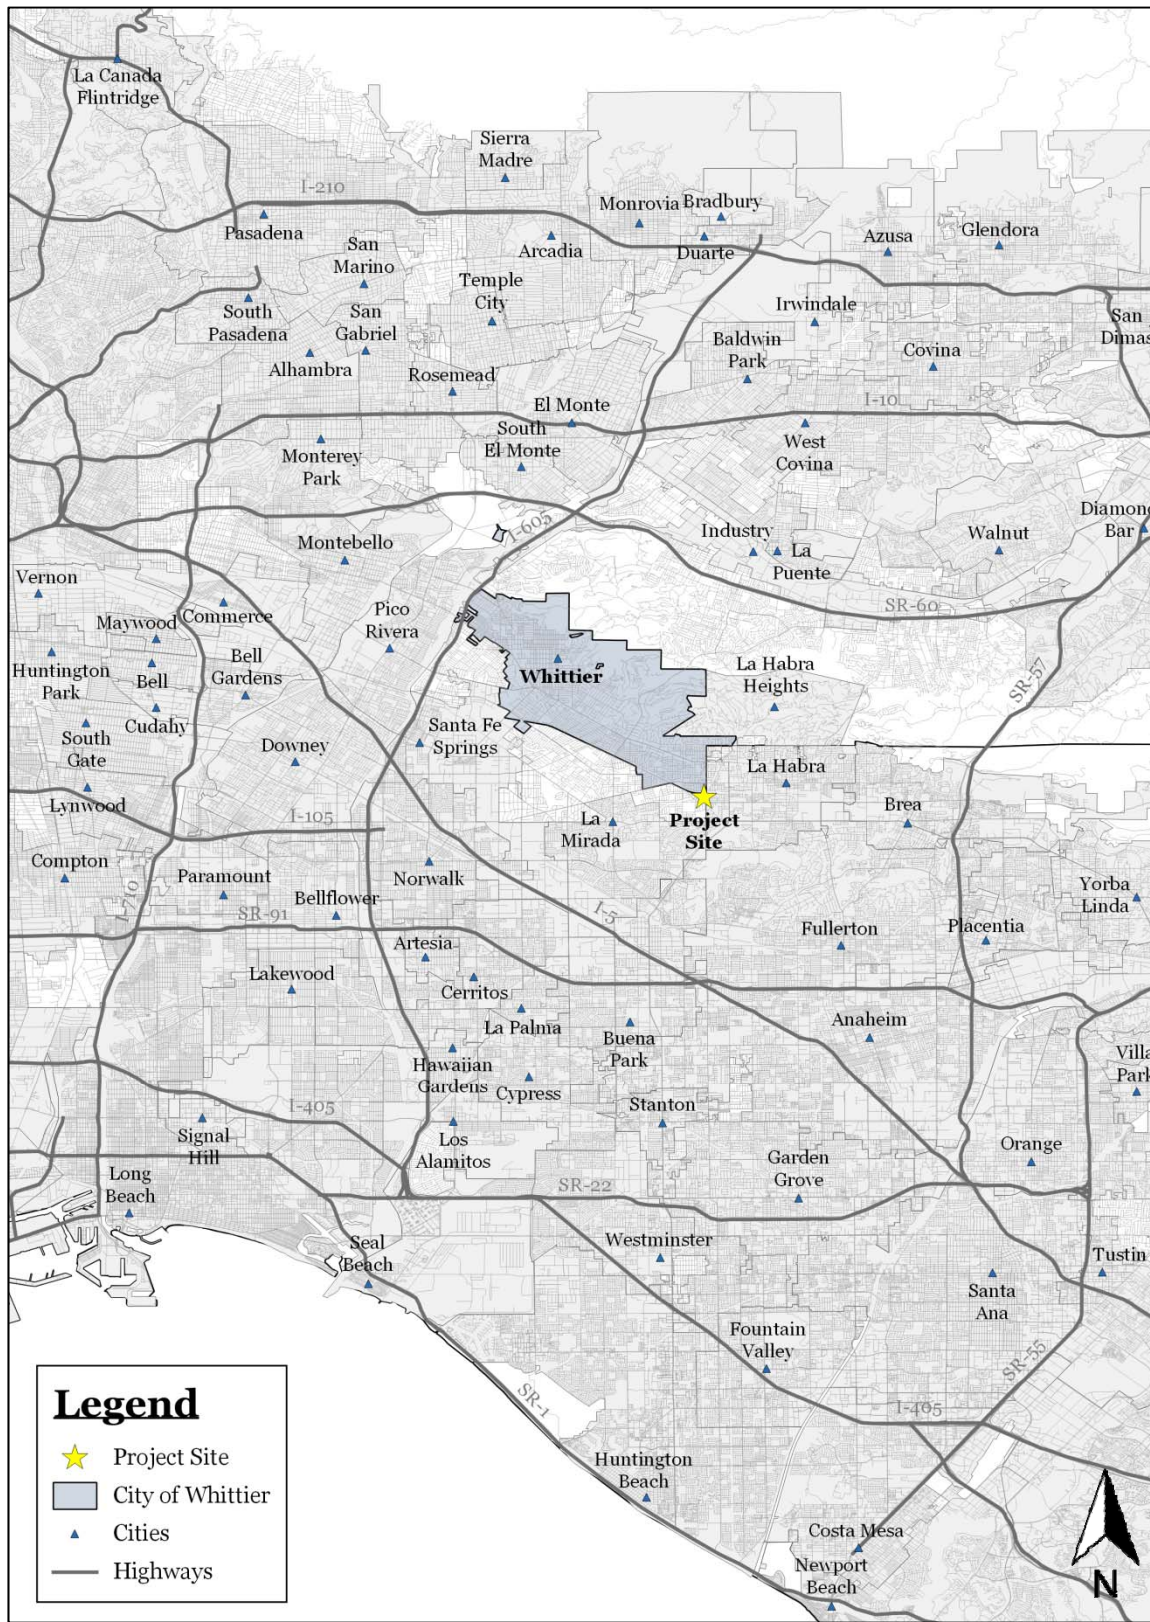 La Canada
Flintridge
Sierra
Madre
I-210
Monrovia
Bradbury
Pasadena
San
Marino
Arcadia
Duarte
Azusa
Glendora
Temple
City
South
Pasadena
San
Gabriel
Irwindale
San
Dimas
Alhambra
Rosemead
Baldwin
Park
Covina
El Monte
I-10
South
El Monte
Monterey
Park
West
Covina
I-605
Montebello
Industry
La
Puente
Walnut
Diamond
Bar
Vernon
Commerce
Maywood
Pico
Rivera
SR-60
Huntington
Park
Bell
Bell
Gardens
Whittier
La Habra
Heights
SR-57
Cudahy
South
Gate
Downey
Santa Fe
Springs
La Habra
Lynwood
I-105
La
Mirada
Project
Site
Brea
Compton
Paramount
Bellflower
Norwalk
Yorba
Linda
I-710
SR-91
I-5
Artesia
Fullerton
Placentia
Lakewood
Cerritos
La Palma
Buena
Park
Anaheim
Hawaiian
Gardens
Cypress
Villa
Park
I-405
Stanton
Signal
Hill
Los
Alamitos
Orange
Long
Beach
Garden
Grove
SR-22
Seal
Beach
Westminster
Tustin
Santa
Ana
Fountain
Valley
SR-55
SR-1
I-405
Huntington
Beach
Costa Mesa
Newport
Beach
Legend
Project Site
City of Whittier
Cities
Highways
N